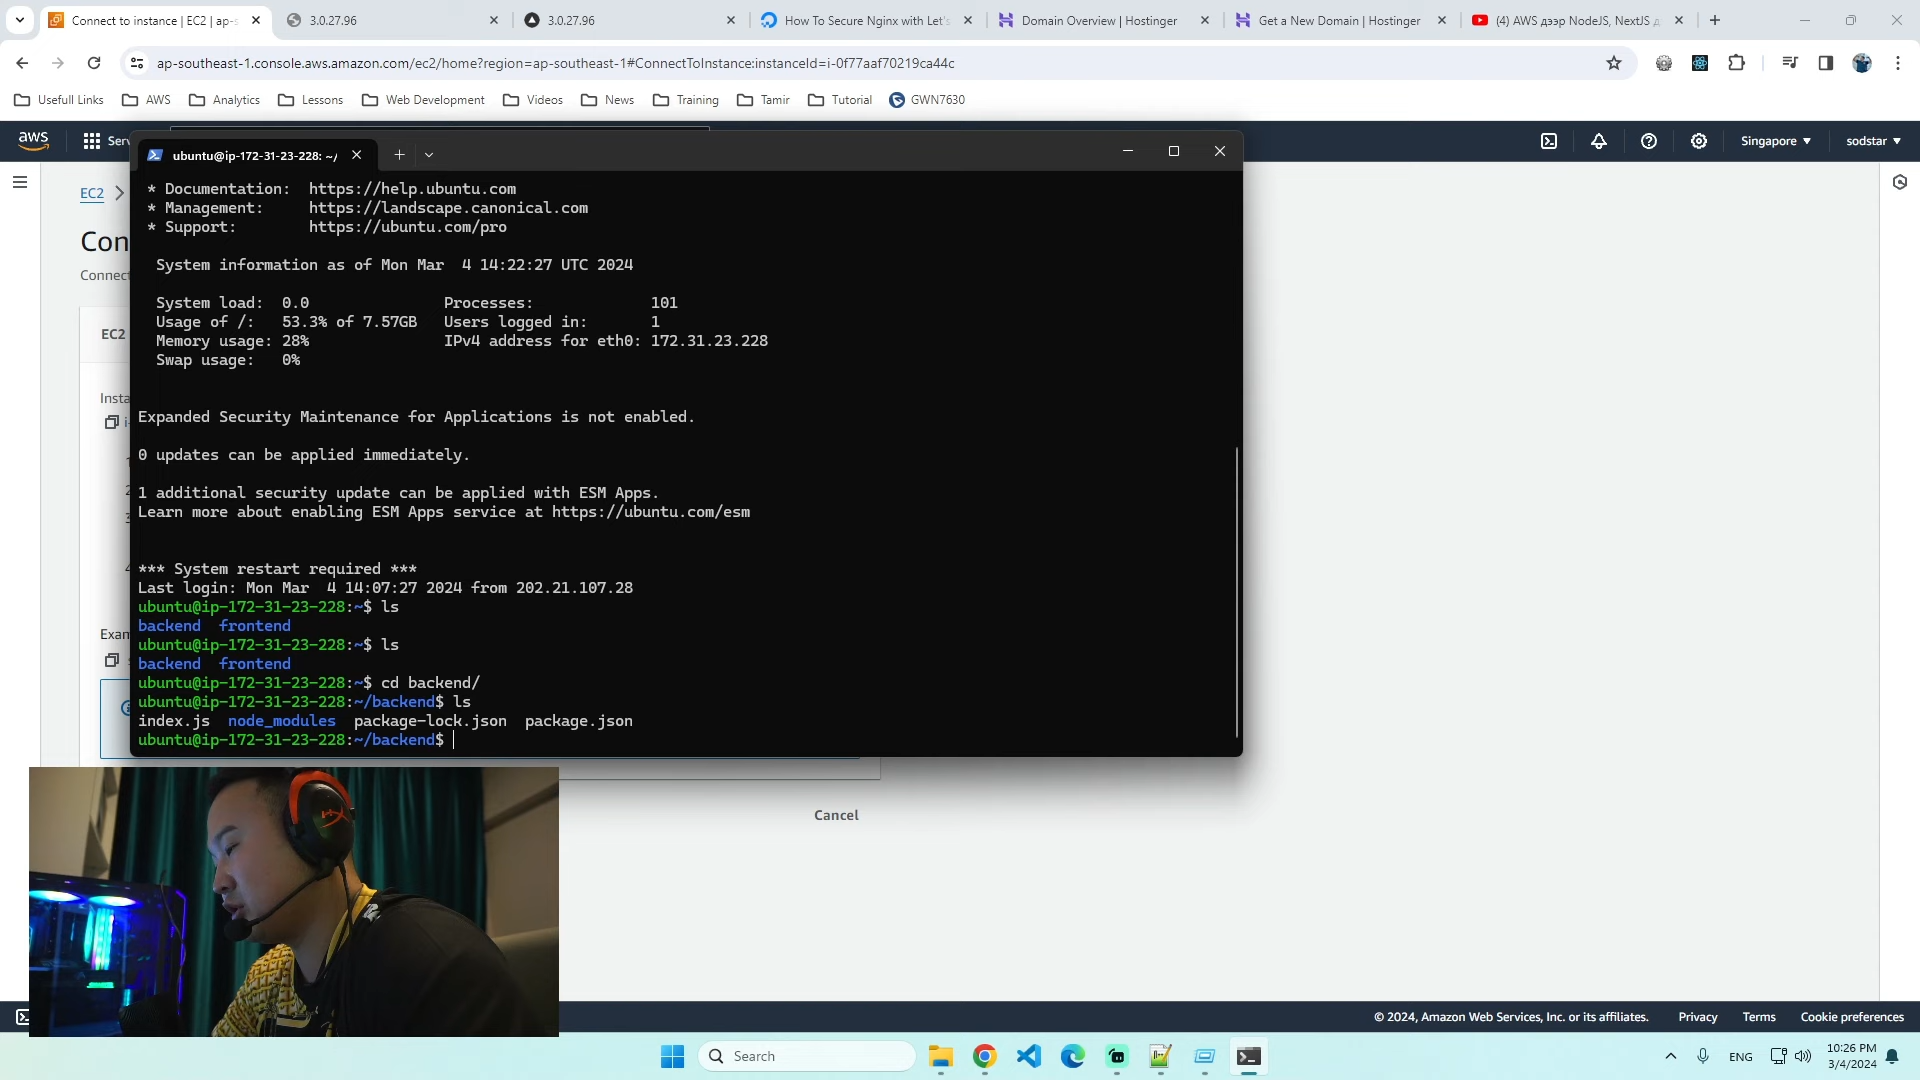 Connect to instance | EC2 | ap-s
3.0.27.96
3.0.27.96
How To Secure Nginx with Let's
Domain Overview | Hostinger
Get a New Domain | Hostinger
(4) AWS дээр NodeJS, NextJS д
ap-southeast-1.console.aws.amazon.com/ec2/home?region=ap-southeast-1#ConnectToInstance:instanceId=i-0f77aaf70219ca44c
Usefull Links
AWS
Analytics
Lessons
Web Development
Videos
News
Training
Tamir
Tutorial
GWN7630
aws
Serv
Singapore
sodstar
EC2
Con
Connect
EC2
Insta
Exam
ubuntu@ip-172-31-23-228: ~/
* Documentation:  https://help.ubuntu.com
* Management:     https://landscape.canonical.com
* Support:        https://ubuntu.com/pro
System information as of Mon Mar  4 14:22:27 UTC 2024
System load:  0.0               Processes:             101
Usage of /:   53.3% of 7.57GB   Users logged in:       1
Memory usage: 28%               IPv4 address for eth0: 172.31.23.228
Swap usage:   0%
Expanded Security Maintenance for Applications is not enabled.
0 updates can be applied immediately.
1 additional security update can be applied with ESM Apps.
Learn more about enabling ESM Apps service at https://ubuntu.com/esm
*** System restart required ***
Last login: Mon Mar  4 14:07:27 2024 from 202.21.107.28
ubuntu@ip-172-31-23-228:~$ ls
backend  frontend
ubuntu@ip-172-31-23-228:~$ ls
backend  frontend
ubuntu@ip-172-31-23-228:~$ cd backend/
ubuntu@ip-172-31-23-228:~/backend$ ls
index.js  node_modules  package-lock.json  package.json
ubuntu@ip-172-31-23-228:~/backend$
Cancel
© 2024, Amazon Web Services, Inc. or its affiliates.
Privacy
Terms
Cookie preferences
Search
ENG
10:26 PM
3/4/2024